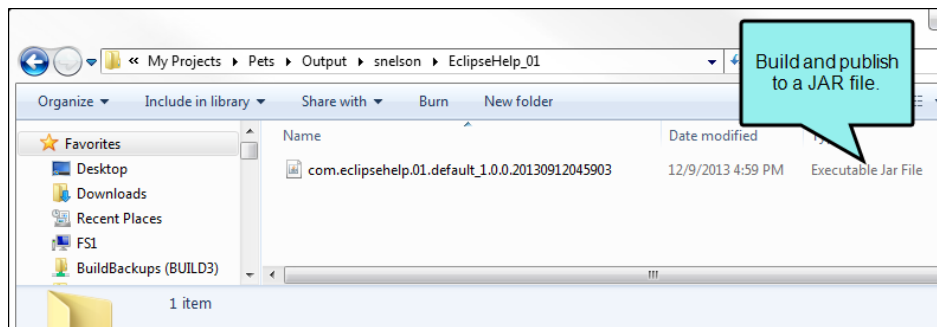 « My Projects ▸ Pets ▸ Output ▸ snelson ▸ EclipseHelp_01
Build and publish
to a JAR file.
Organize Include in library Share with Burn New folder
Name Date modified
Favorites
Desktop
com.eclipsehelp.01.default_1.0.0.20130912045903 12/9/2013 4:59 PM Executable Jar File
Downloads
Recent Places
FS1
BuildBackups (BUILD3)
1 item